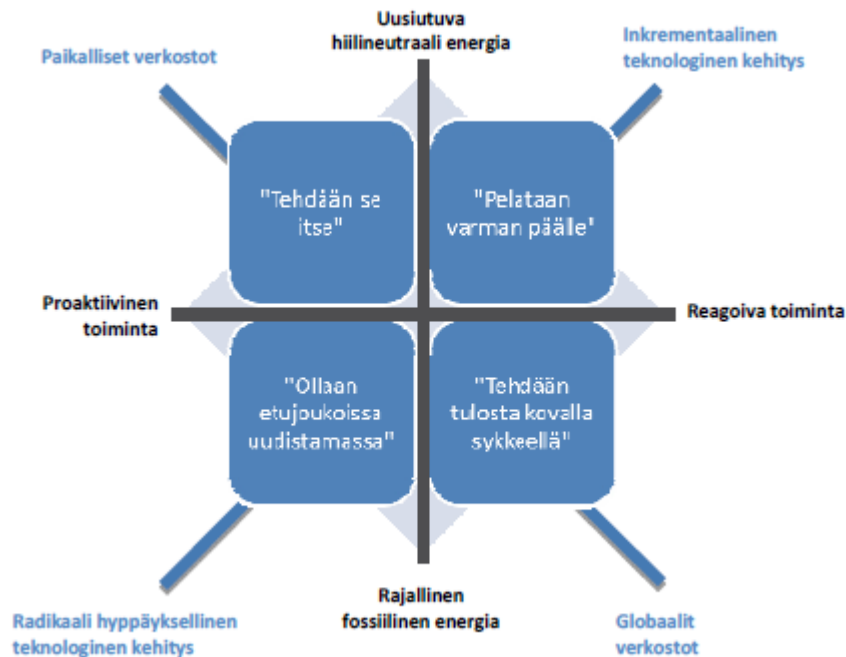 Uusiutuva
hiilineutraali energia
Paikalliset verkostot
Inkrementaalinen
teknologinen kehitys
"Tehdään se
itse"
"Pelataan
varman päälle"
Proaktiivinen
toiminta
Reagoiva toiminta
"Ollaan
etujoukoissa
uudistamassa"
"Tehdään
tulosta kovalla
sykkeellä"
Rajallinen
fossiilinen energia
Radikaali hyppäyksellinen
teknologinen kehitys
Globaalit
verkostot